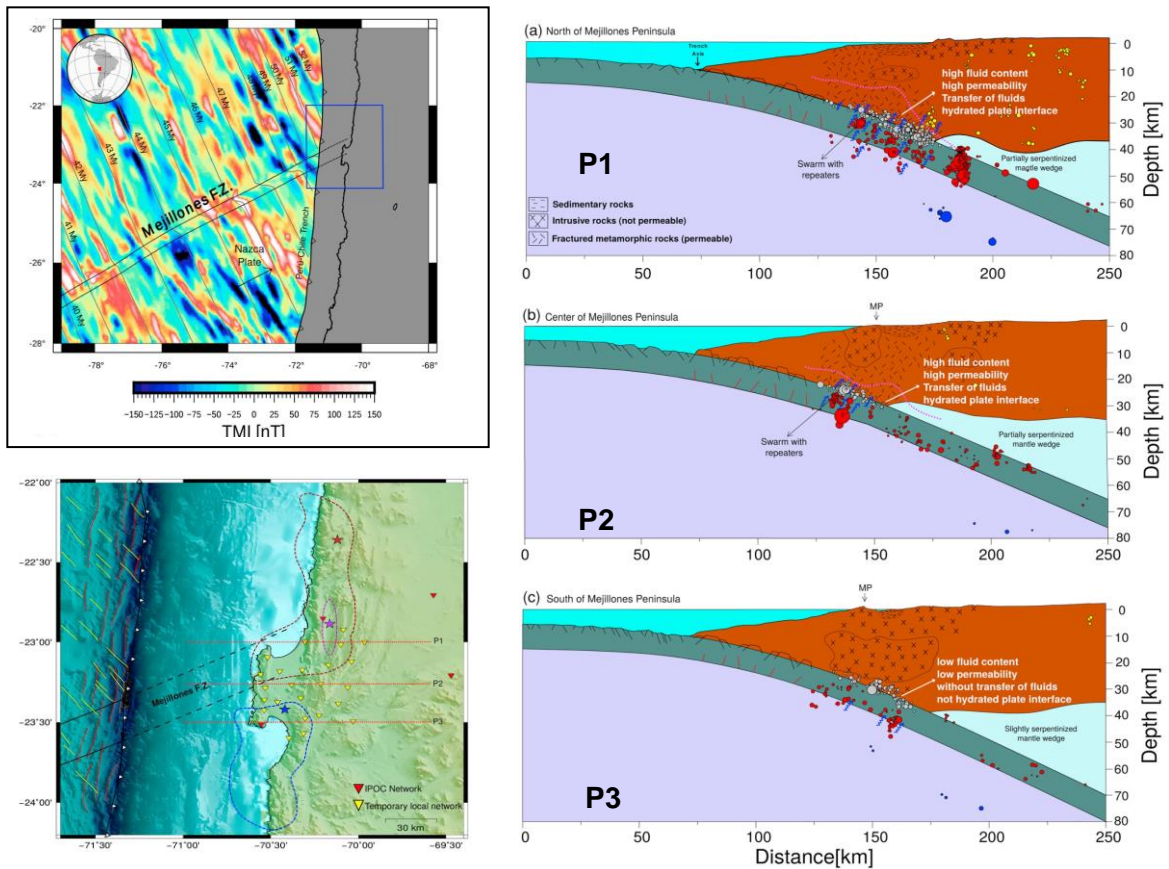 -20°
-22°
-24°
-26°
-28°
-78°
-76°
-74°
-72°
-70°
-68°
52 My
51 My
50 My
49 My
47 My
46 My
45 My
44 My
43 My
42 My
41 My
40 My
Mejillones F.Z.
Nazca
Plate
Peru-Chile Trench
−150−125−100 −75 −50 −25 0 25 50 75 100 125 150
TMI [nT]
−22°00'
−22°30'
−23°00'
−23°30'
−24°00'
−71°30'
−71°00'
−70°30'
−70°00'
−69°30'
P1
P2
P3
Mejillones F.Z.
IPOC Network
Temporary local network
30 km
(a) North of Mejillones Peninsula
Trench
Axis
high fluid content
high permeability
Transfer of fluids
hydrated plate interface
P1
Swarm with
repeaters
Partially serpentinized
mantle wedge
Sedimentary rocks
Intrusive rocks (not permeable)
Fractured metamorphic rocks (permeable)
0
10
20
30
40
50
60
70
80
Depth [km]
0 50 75 100 125 150 175 200 250
(b) Center of Mejillones Peninsula
MP
high fluid content
high permeability
Transfer of fluids
hydrated plate interface
Swarm with
repeaters
Partially serpentinized
mantle wedge
P2
0
10
20
30
40
50
60
70
80
Depth [km]
0 50 100 150 200 250
(c) South of Mejillones Peninsula
MP
low fluid content
low permeability
without transfer of fluids
not hydrated plate interface
Slightly serpentinized
mantle wedge
P3
0
10
20
30
40
50
60
70
80
Depth [km]
0 50 100 150 200 250
Distance[km]